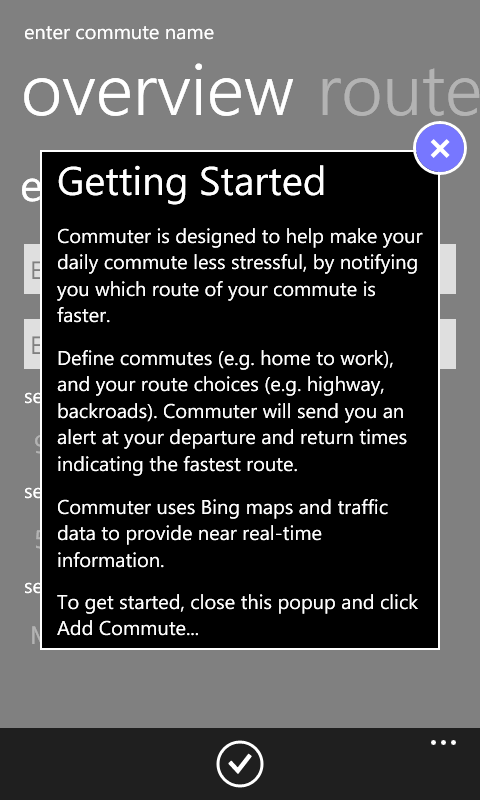 enter commute name
overview route
Getting Started
Commuter is designed to help make your
daily commute less stressful, by notifying
you which route of your commute is
faster.
Define commutes (e.g. home to work),
and your route choices (e.g. highway,
backroads). Commuter will send you an
alert at your departure and return times
indicating the fastest route.
Commuter uses Bing maps and traffic
data to provide near real-time
information.
To get started, close this popup and click
Add Commute...